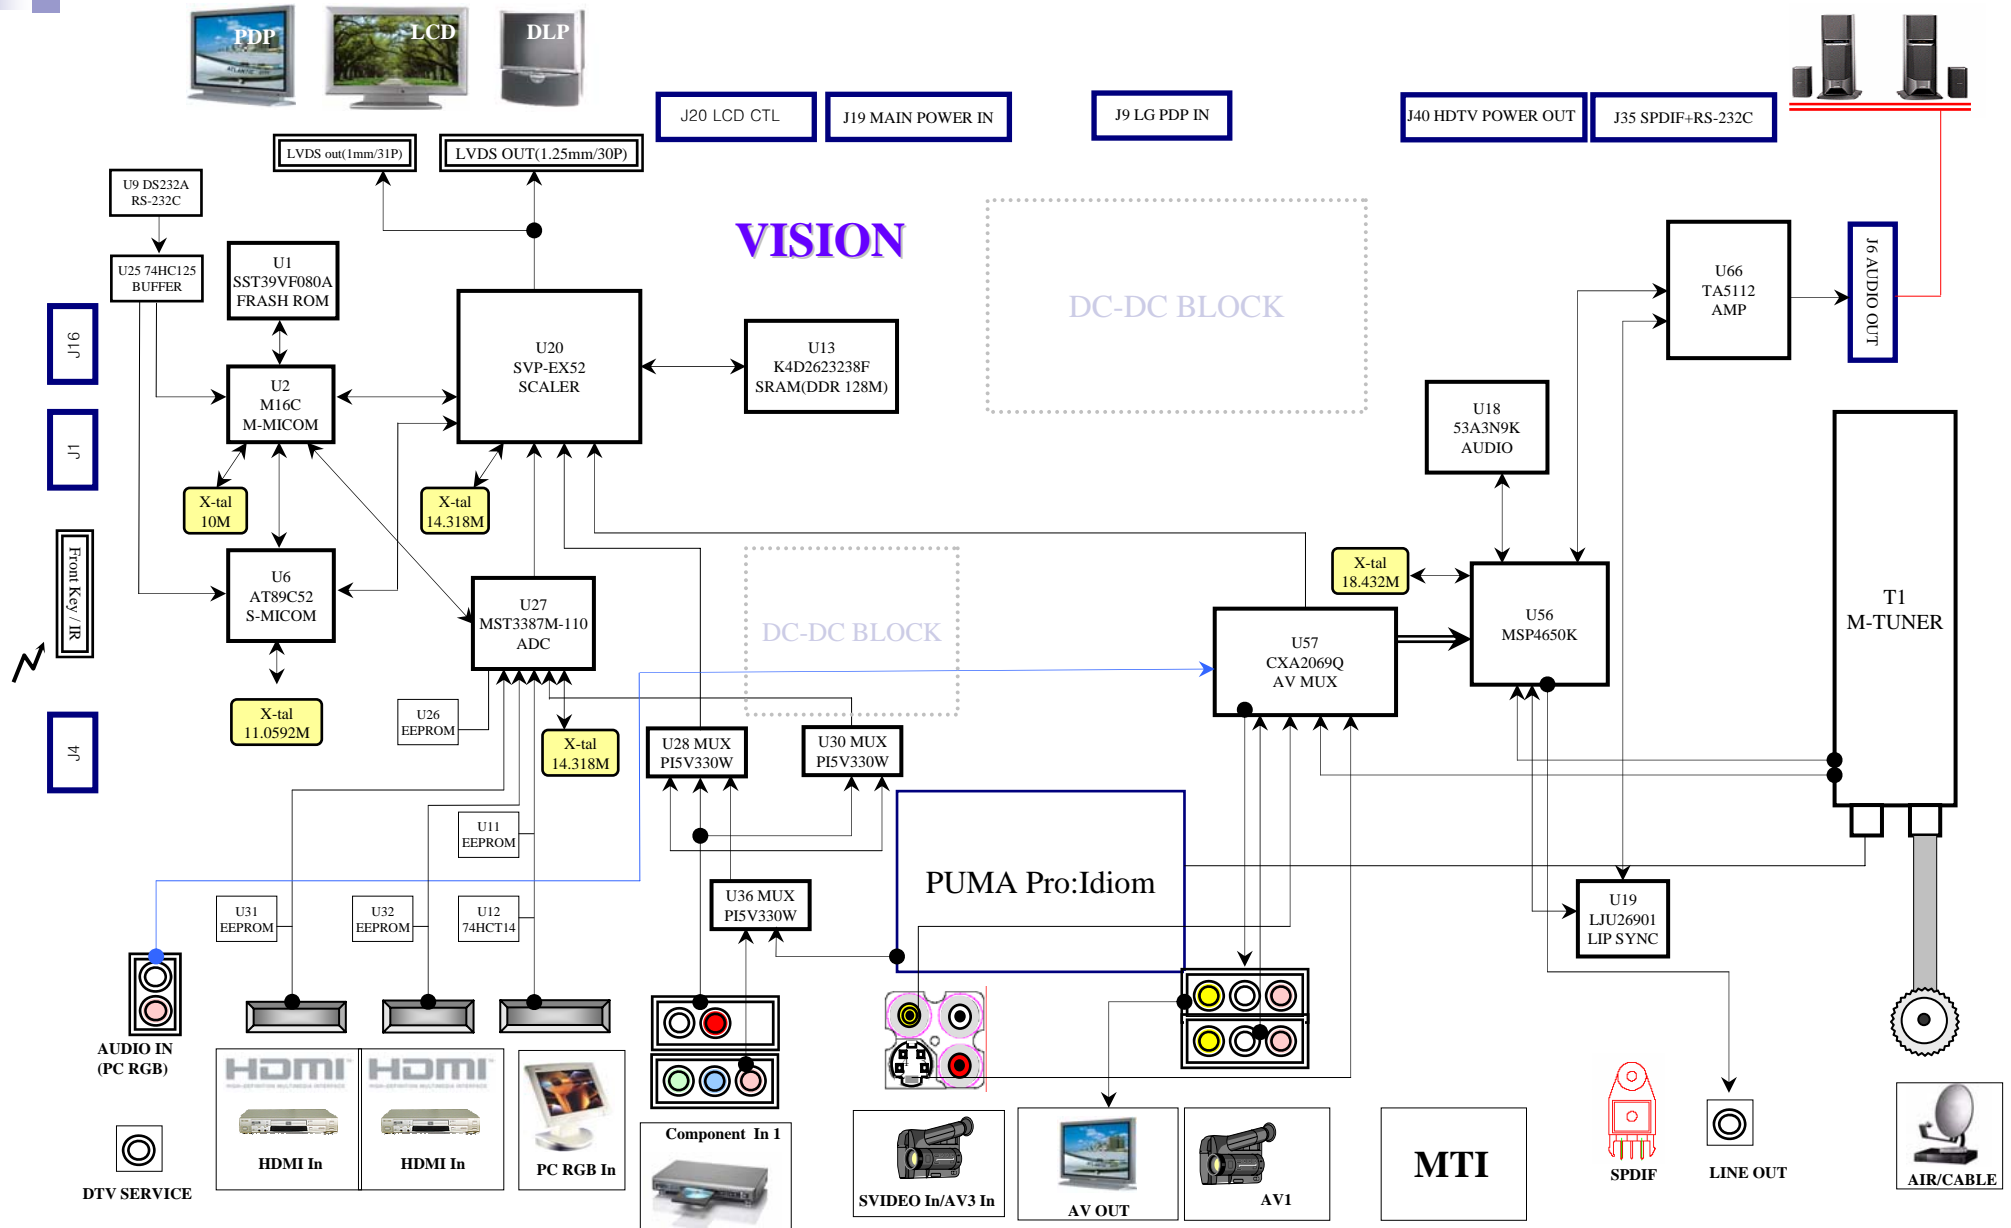 PDP
LCD
DLP
J20 LCD CTL
J19 MAIN POWER IN
J9 LG PDP IN
J40 HDTV POWER OUT
J35 SPDIF+RS-232C
LVDS out(1mm/31P)
LVDS OUT(1.25mm/30P)
U9 DS232A
RS-232C
VISION
U25 74HC125
BUFFER
U1
SST39VF080A
FRASH ROM
DC-DC BLOCK
U66
TA5112
AMP
J6 AUDIO OUT
J16
U20
SVP-EX52
SCALER
U13
K4D2623238F
SRAM(DDR 128M)
U2
M16C
M-MICOM
U18
53A3N9K
AUDIO
J1
X-tal
10M
X-tal
14.318M
Front Key / IR
U6
AT89C52
S-MICOM
U27
MST3387M-110
ADC
DC-DC BLOCK
X-tal
18.432M
U56
MSP4650K
T1
M-TUNER
U57
CXA2069Q
AV MUX
X-tal
11.0592M
U26
EEPROM
X-tal
14.318M
U28 MUX
PI5V330W
U30 MUX
PI5V330W
J4
U11
EEPROM
PUMA Pro:Idiom
U31
EEPROM
U32
EEPROM
U12
74HCT14
U36 MUX
PI5V330W
U19
LJU26901
LIP SYNC
AUDIO IN
(PC RGB)
HDMI
HIGH-DEFINITION MULTIMEDIA INTERFACE
HDMI
HIGH-DEFINITION MULTIMEDIA INTERFACE
HDMI In
HDMI In
PC RGB In
Component In 1
SVIDEO In/AV3 In
AV OUT
AV1
MTI
SPDIF
LINE OUT
AIR/CABLE
DTV SERVICE